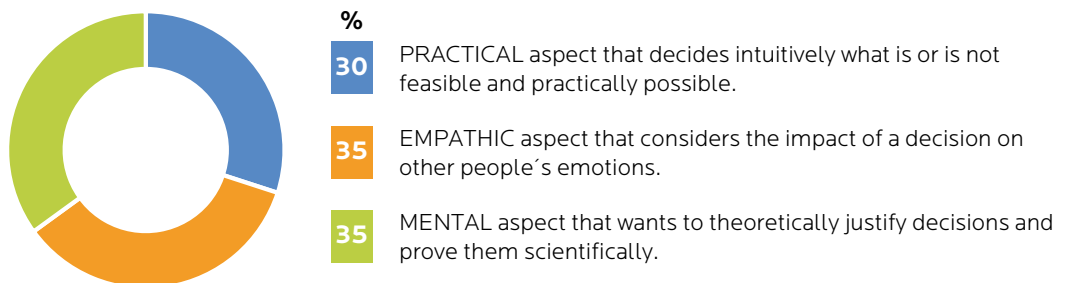 %
30
PRACTICAL aspect that decides intuitively what is or is not
feasible and practically possible.
35
EMPATHIC aspect that considers the impact of a decision on
other people´s emotions.
35
MENTAL aspect that wants to theoretically justify decisions and
prove them scientifically.